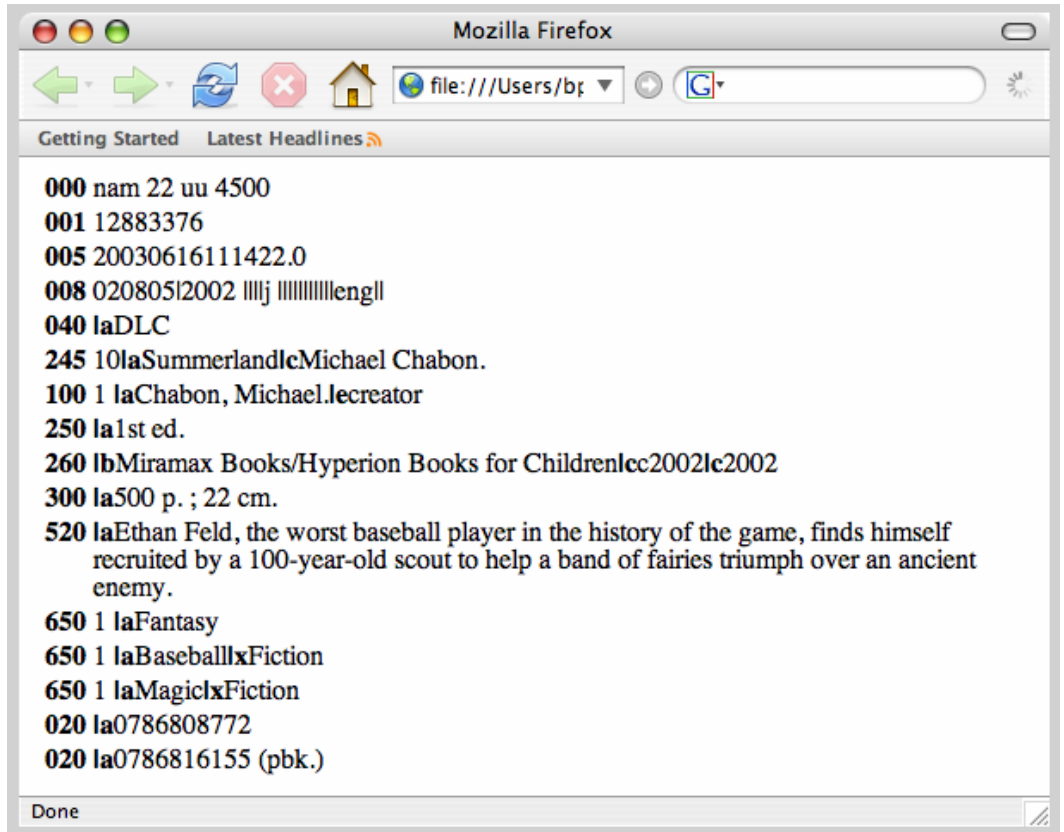 Mozilla Firefox
file:///Users/bp
G
Getting Started Latest Headlines
000 nam 22 uu 4500
001 12883376
005 20030616111422.0
008 020805|2002 ||||j |||||||||||eng||
040 |aDLC
245 10|aSummerland|cMichael Chabon.
100 1 |aChabon, Michael.|ecreator
250 |a1st ed.
260 |bMiramax Books/Hyperion Books for Children|cc2002|c2002
300 |a500 p. ; 22 cm.
520 |aEthan Feld, the worst baseball player in the history of the game, finds himself
recruited by a 100-year-old scout to help a band of fairies triumph over an ancient
enemy.
650 1 |aFantasy
650 1 |aBaseball|xFiction
650 1 |aMagic|xFiction
020 |a0786808772
020 |a0786816155 (pbk.)
Done